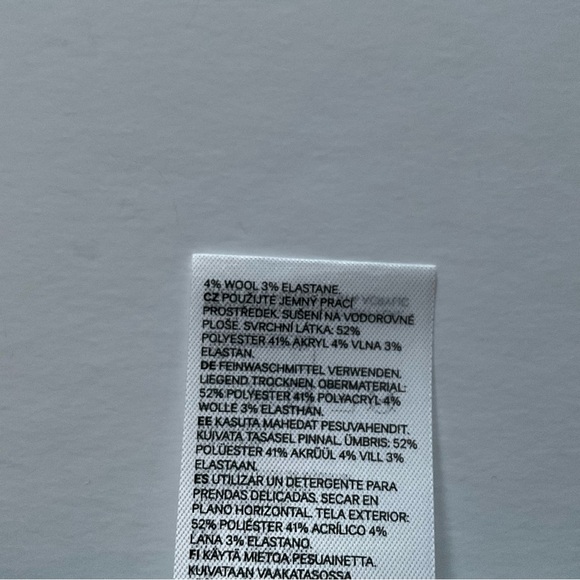 4% WOOL 3% ELASTANE.
CZ POUŽIJTE JEMNÝ PRACÍ
PROSTŘEDEK. SUŠENÍ NA VODOROVNÉ
PLOŠE. SVRCHNÍ LÁTKA: 52%
POLYESTER 41% AKRYL 4% VLNA 3%
ELASTAN.
DE FEINWASCHMITTEL VERWENDEN.
LIEGEND TROCKNEN. OBERMATERIAL:
52% POLYESTER 41% POLYACRYL 4%
WOLLE 3% ELASTHAN.
EE KASUTA MAHEDAT PESUVAHENDIT.
KUIVATA TASASEL PINNAL. ÜMBRIS: 52%
POLÜESTER 41% AKRÜÜL 4% VILL 3%
ELASTAAN.
ES UTILIZAR UN DETERGENTE PARA
PRENDAS DELICADAS. SECAR EN
PLANO HORIZONTAL. TELA EXTERIOR:
52% POLIÉSTER 41% ACRÍLICO 4%
LANA 3% ELASTANO.
FI KÄYTÄ MIETOA PESUAINETTA.
KUIVATAAN VAAKATASOSSA